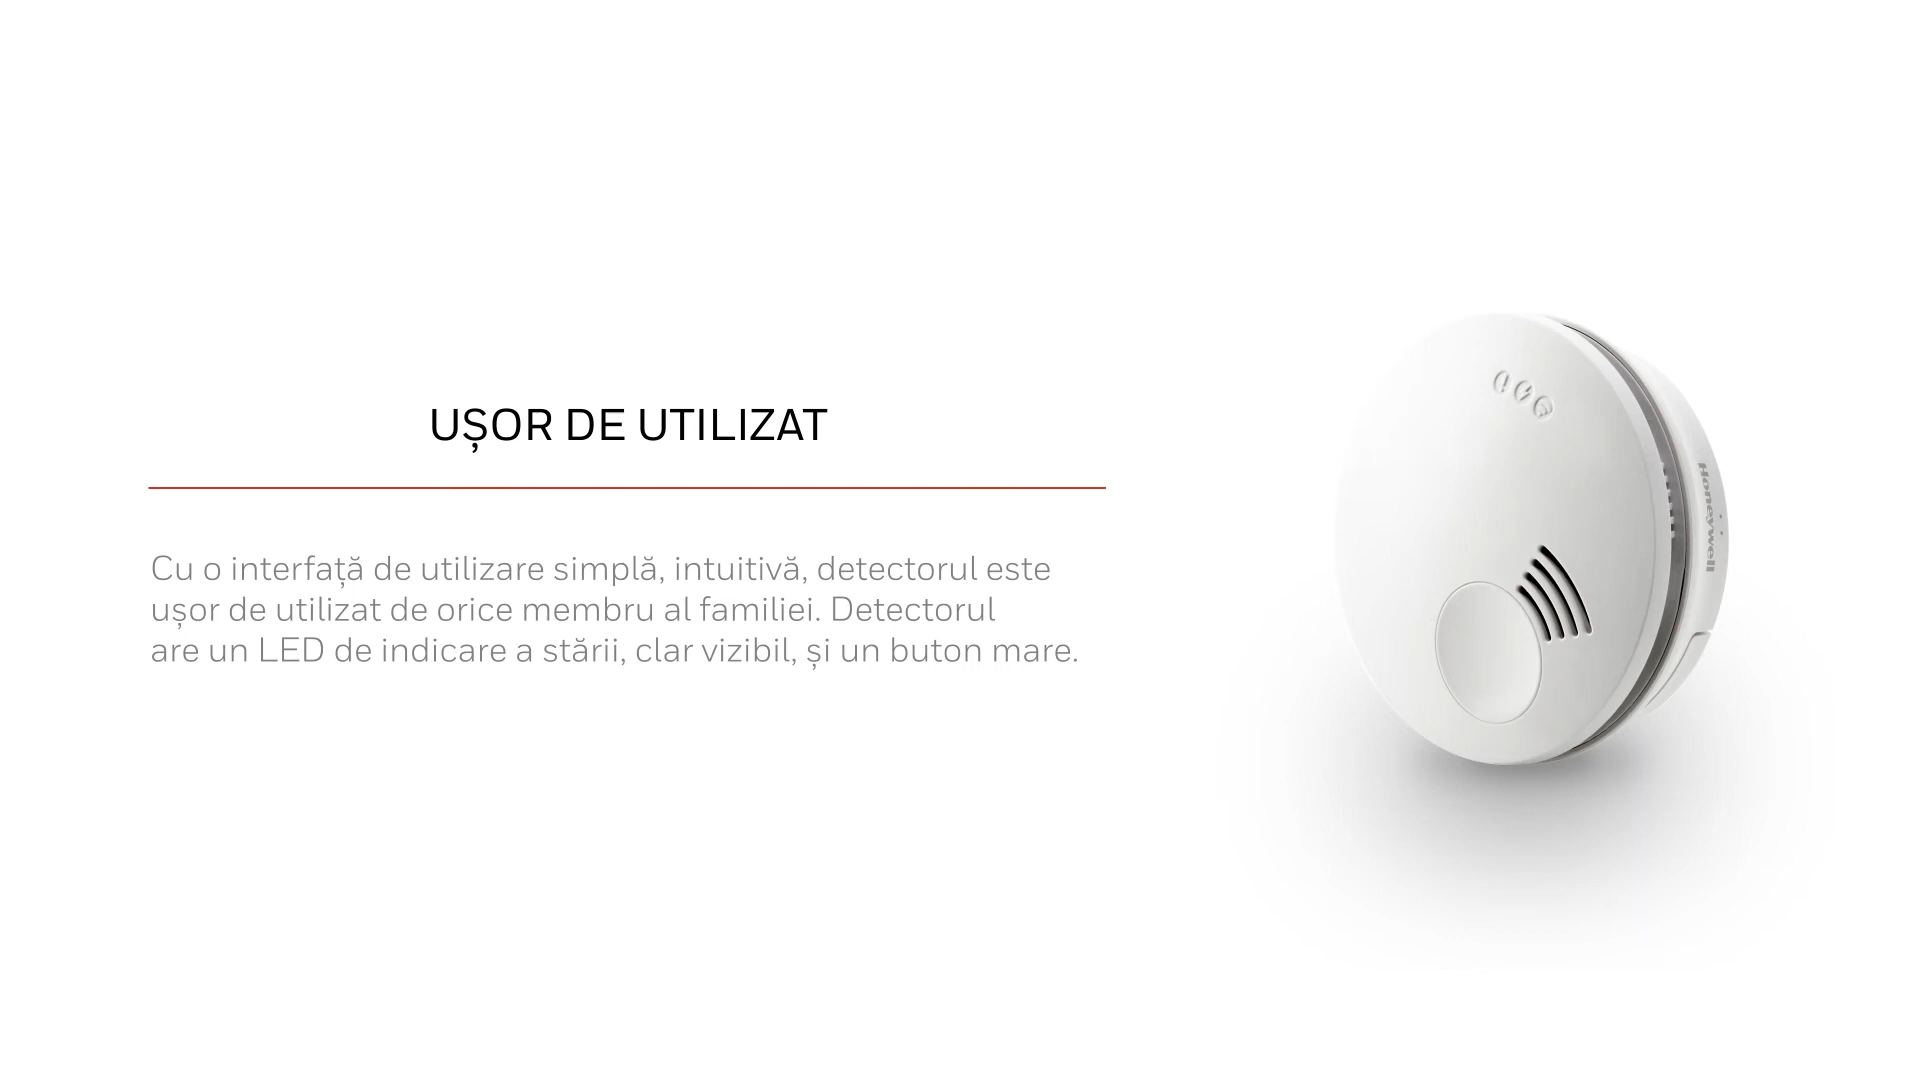 UȘOR DE UTILIZAT
Cu o interfață de utilizare simplă, intuitivă, detectorul este
ușor de utilizat de orice membru al familiei. Detectorul
are un LED de indicare a stării, clar vizibil, și un buton mare.
Honeywell